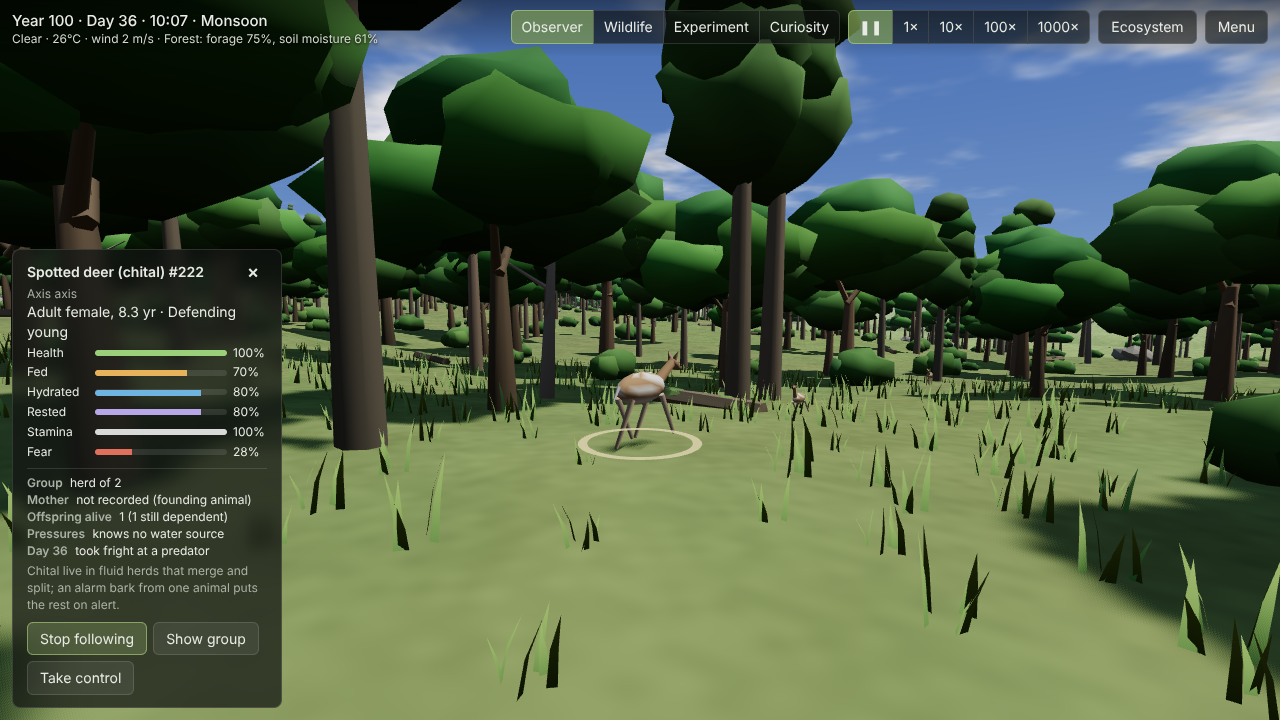 Year 100 · Day 36 · 10:07 · Monsoon
Clear · 26°C · wind 2 m/s · Forest: forage 75%, soil moisture 61%
Observer Wildlife Experiment Curiosity
1× 10× 100× 1000×
Ecosystem
Menu
Spotted deer (chital) #222
Axis axis
Adult female, 8.3 yr · Defending
young
Health 100%
Fed 70%
Hydrated 80%
Rested 80%
Stamina 100%
Fear 28%
Group herd of 2
Mother not recorded (founding animal)
Offspring alive 1 (1 still dependent)
Pressures knows no water source
Day 36 took fright at a predator
Chital live in fluid herds that merge and
split; an alarm bark from one animal puts
the rest on alert.
Stop following
Show group
Take control